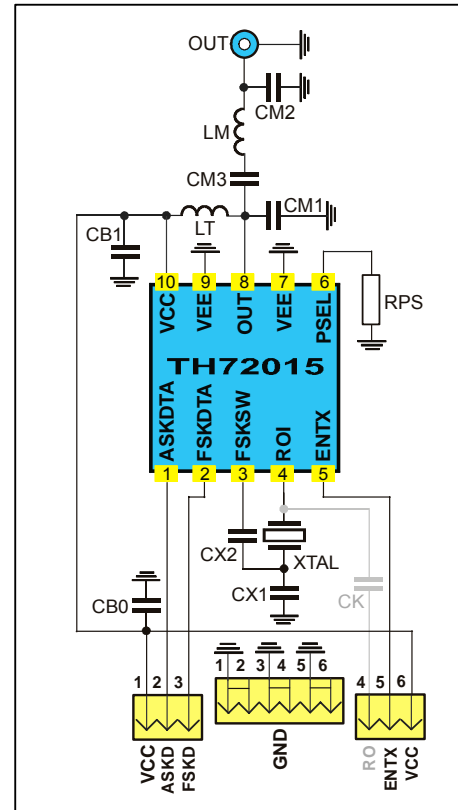 OUT
CM2
LM
CM3
CM1
LT
CB1
10 9 8 7 6
VCC VEE OUT VEE PSEL
RPS
TH72015
ASKDTA FSKDTA FSKSW ROI ENTX
1 2 3 4 5
CX2
XTAL
CX1
CB0
CK
1 2 3
1 2 3 4 5 6
4 5 6
VCC ASKD FSKD
GND
RO ENTX VCC